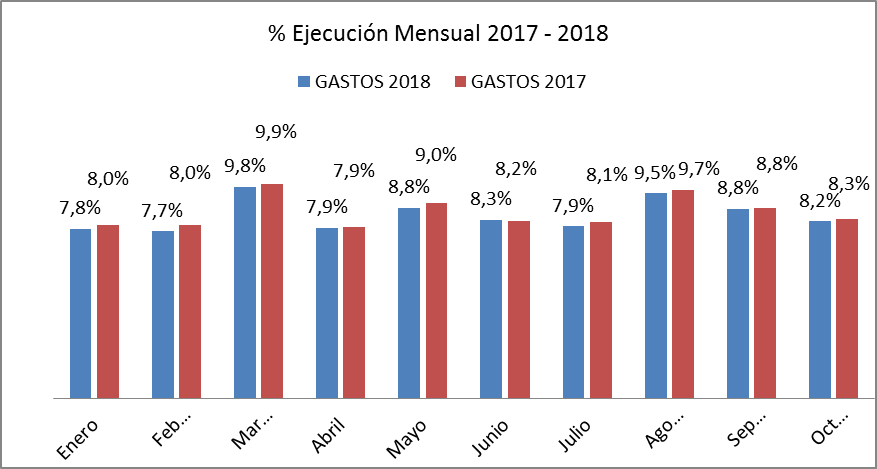 % Ejecución Mensual 2017 - 2018
GASTOS 2018 GASTOS 2017
7,8% 8,0% 7,7% 8,0% 9,8% 9,9% 7,9% 7,9% 8,8% 9,0% 8,3% 8,2% 7,9% 8,1% 9,5% 9,7% 8,8% 8,8% 8,2% 8,3%
Enero Feb... Mar... Abril Mayo Junio Julio Ago... Sep... Oct...